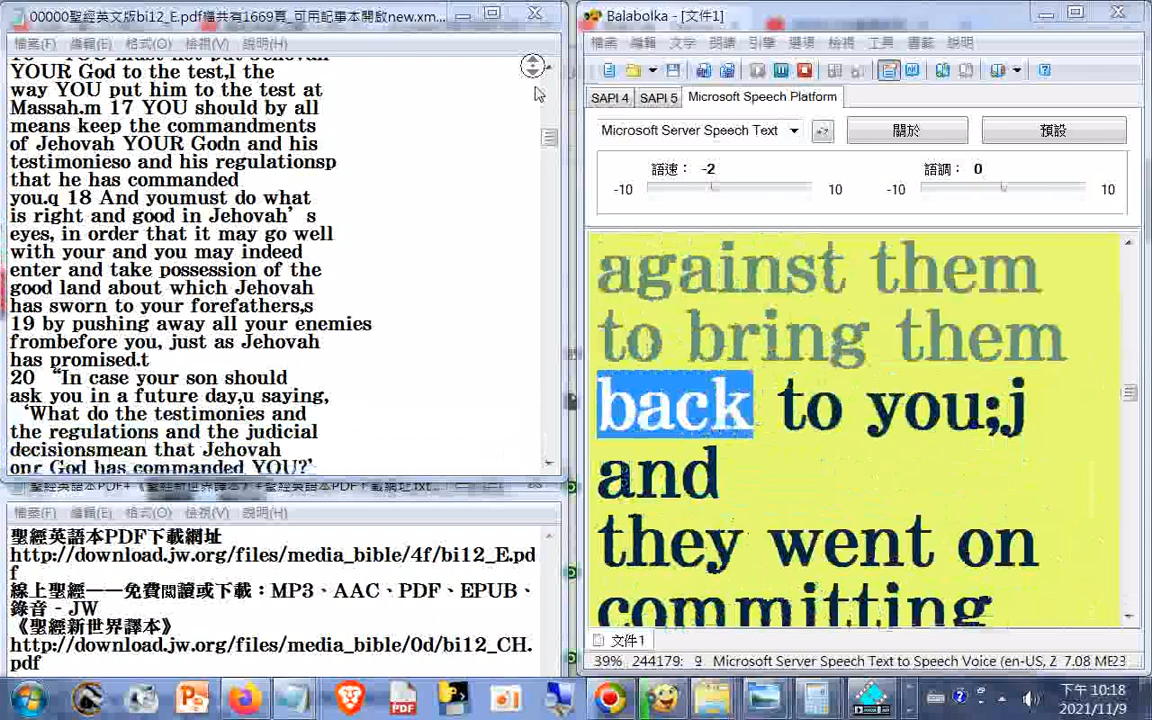 00000聖經英文版bi12_E.pdf檔共有1669頁_可用記事本開啟new.xm...
檔案(F) 編輯(E) 格式(O) 檢視(V) 說明(H)
YOUR God to the test,l the
way YOU put him to the test at
Massah.m 17 YOU should by all
means keep the commandments
of Jehovah YOUR Godn and his
testimonieso and his regulationsp
that he has commanded
you.q 18 And youmust do what
is right and good in Jehovah’s
eyes, in order that it may go well
with your and you may indeed
enter and take possession of the
good land about which Jehovah
has sworn to your forefathers,s
19 by pushing away all your enemies
frombefore you, just as Jehovah
has promised.t
20 “In case your son should
ask you in a future day,u saying,
‘What do the testimonies and
the regulations and the judicial
decisionsmean that Jehovah
onr God has commanded YOU?’
檔案(F) 編輯(E) 格式(O) 檢視(V) 說明(H)
聖經英語本PDF下載網址
http://download.jw.org/files/media_bible/4f/bi12_E.pd
f
線上聖經——免費閱讀或下載：MP3、AAC、PDF、EPUB、
錄音 - JW
《聖經新世界譯本》
http://download.jw.org/files/media_bible/0d/bi12_CH.
pdf
Balabolka - [文件1]
檔案 編輯 文字 朗讀 引擎 選項 檢視 工具 書籤 說明
SAPI 4 SAPI 5 Microsoft Speech Platform
Microsoft Server Speech Text 關於 預設
語速: -2 語調: 0
-10 10 -10 10
against them
to bring them
back to you;j
and
they went on
committing
文件1
39% 244179: 9 Microsoft Server Speech Text to Speech Voice (en-US, Z 7.08 ME23
下午 10:18
2021/11/9